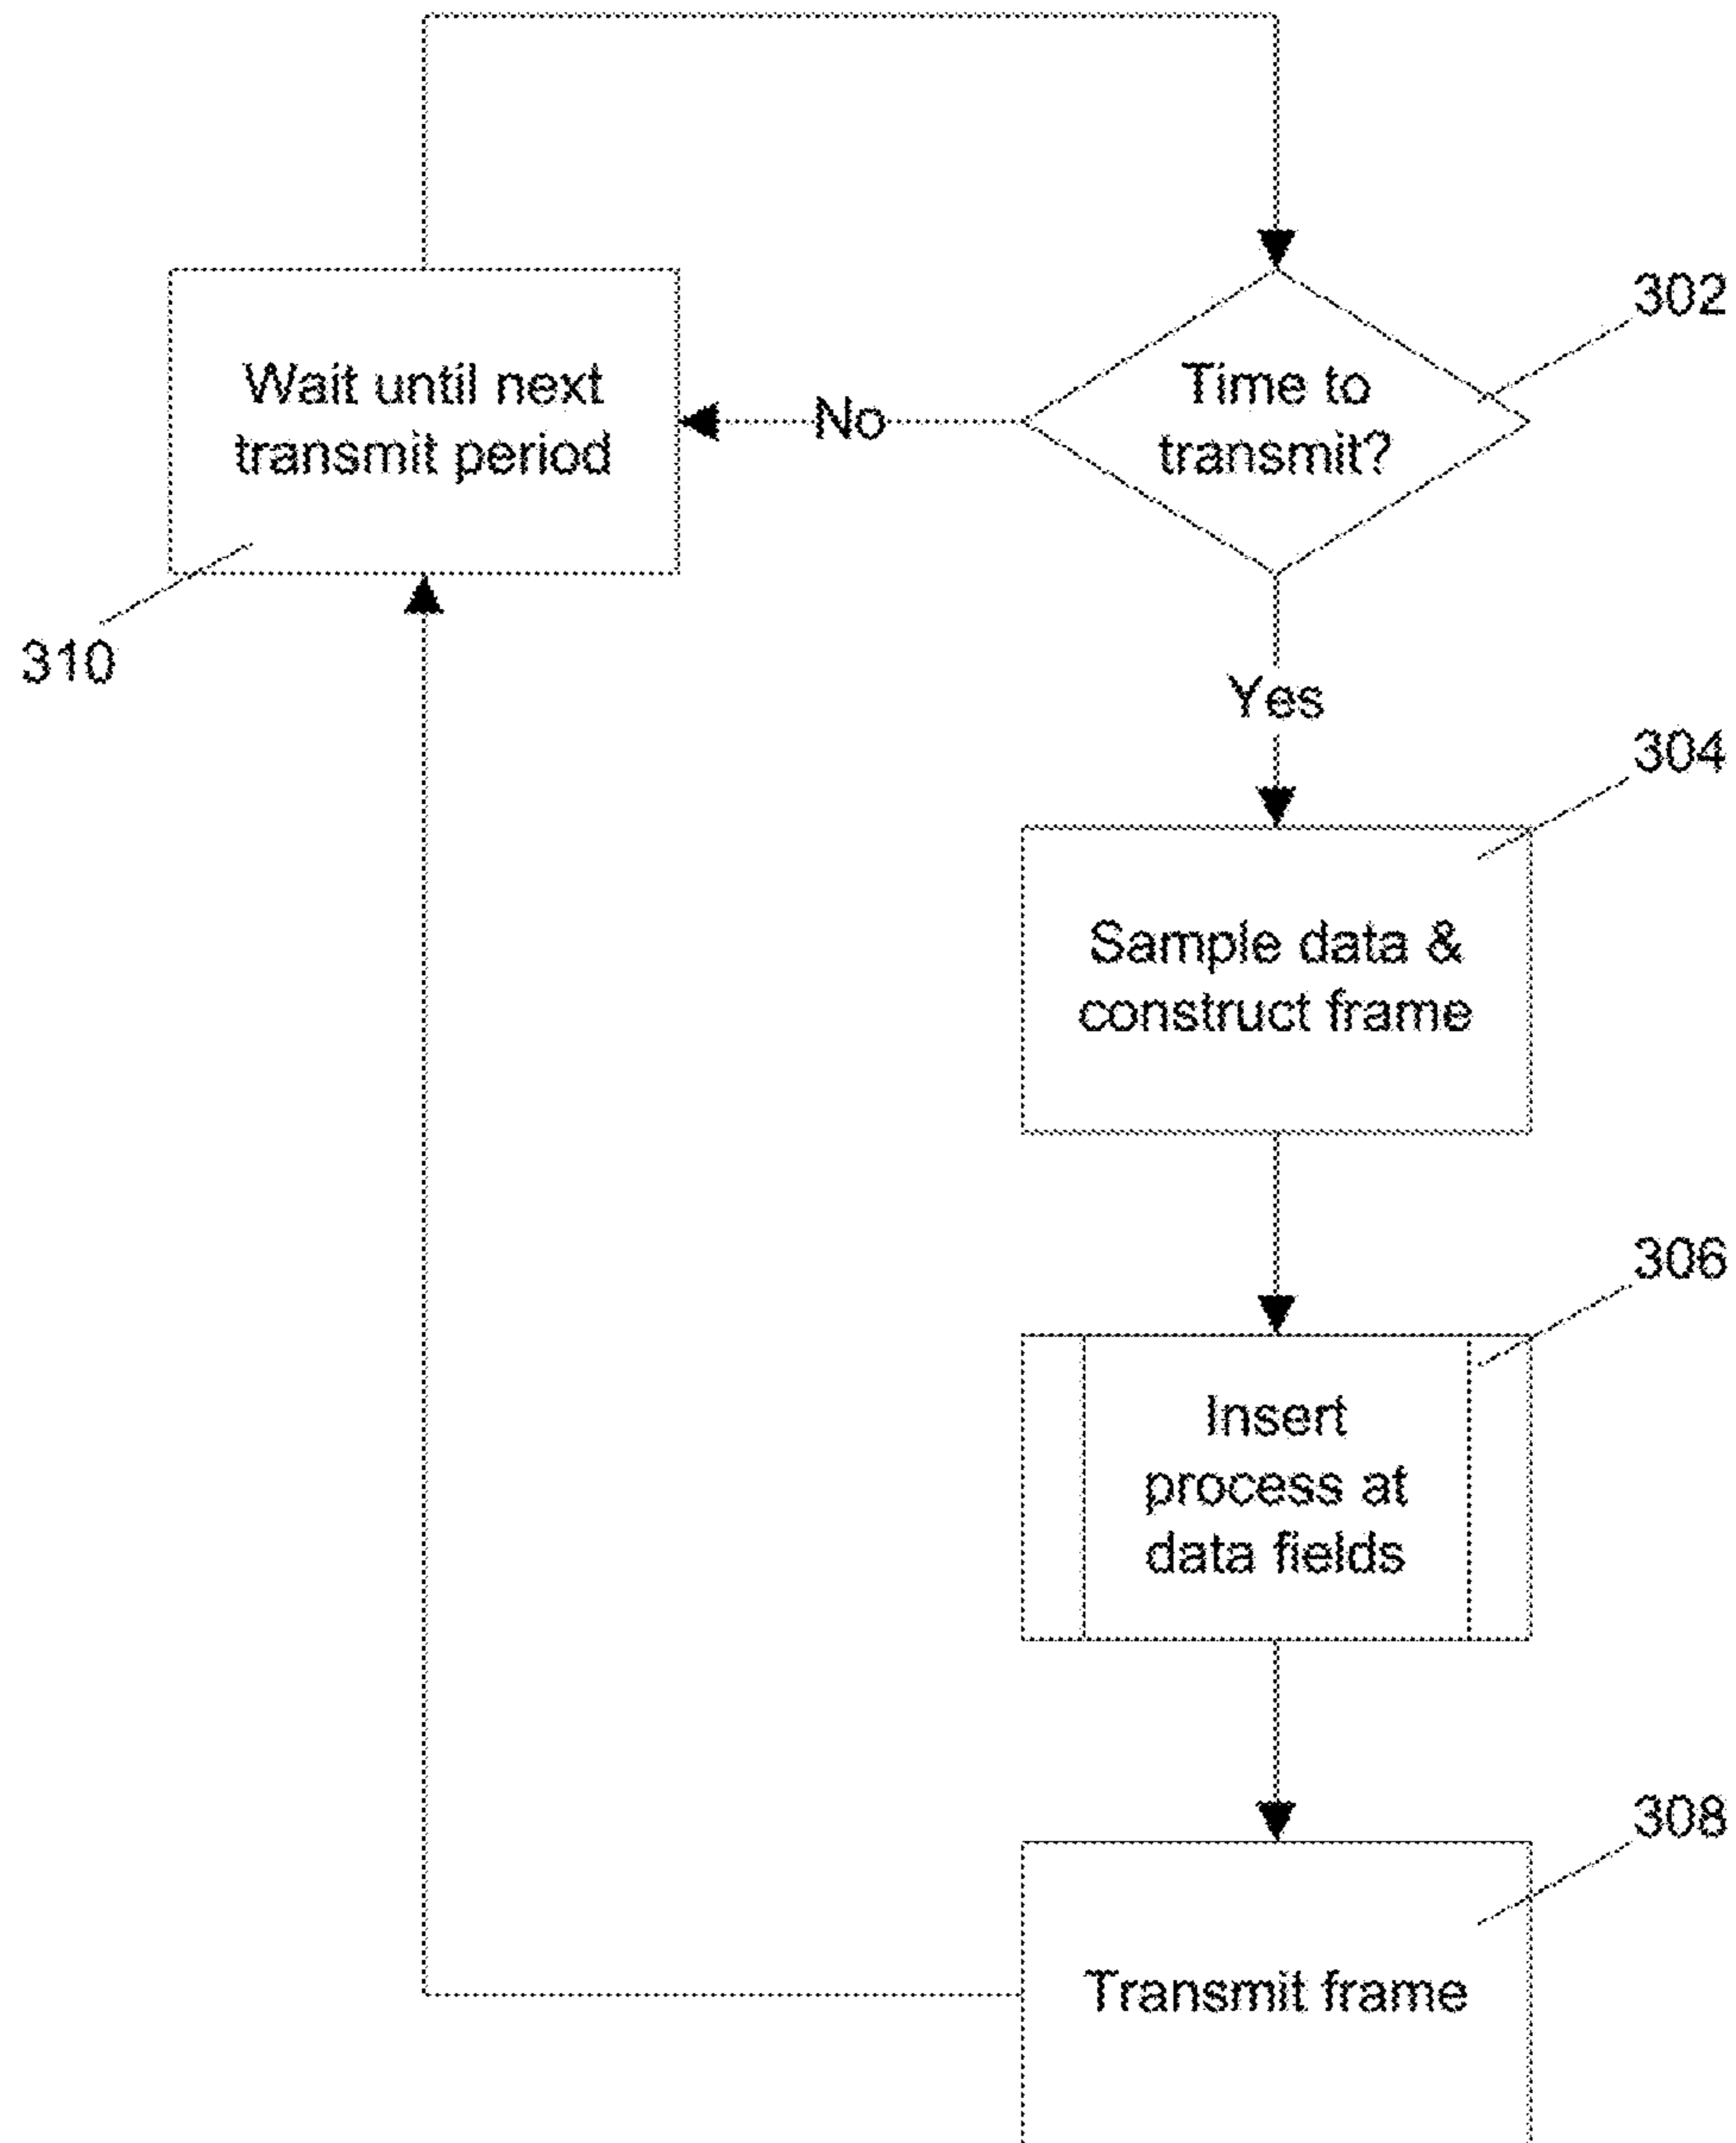 302
Wait until next
transmit period
No
Time to
transmit?
310
Yes
304
Sample data &
construct frame
306
Insert
process at
data fields
308
Transmit frame